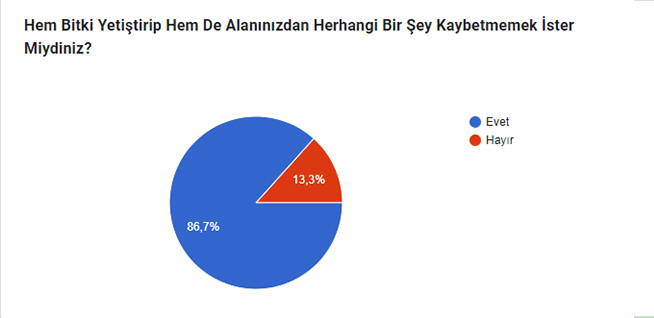 Hem Bitki Yetiştirip Hem De Alanınızdan Herhangi Bir Şey Kaybetmemek İster
Miydiniz?
Evet
Hayır
13,3%
86,7%